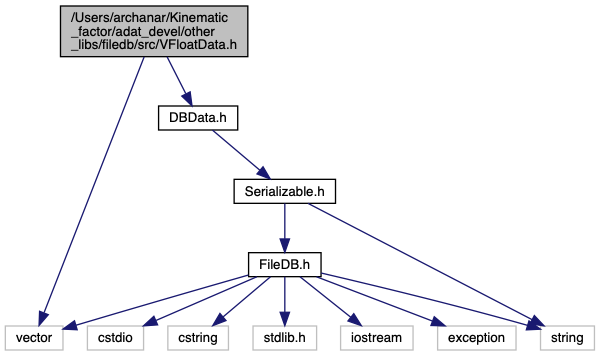 /Users/archanar/Kinematic
_factor/adat_devel/other
_libs/filedb/src/VFloatData.h
DBData.h
Serializable.h
FileDB.h
vector
cstdio
cstring
stdlib.h
iostream
exception
string